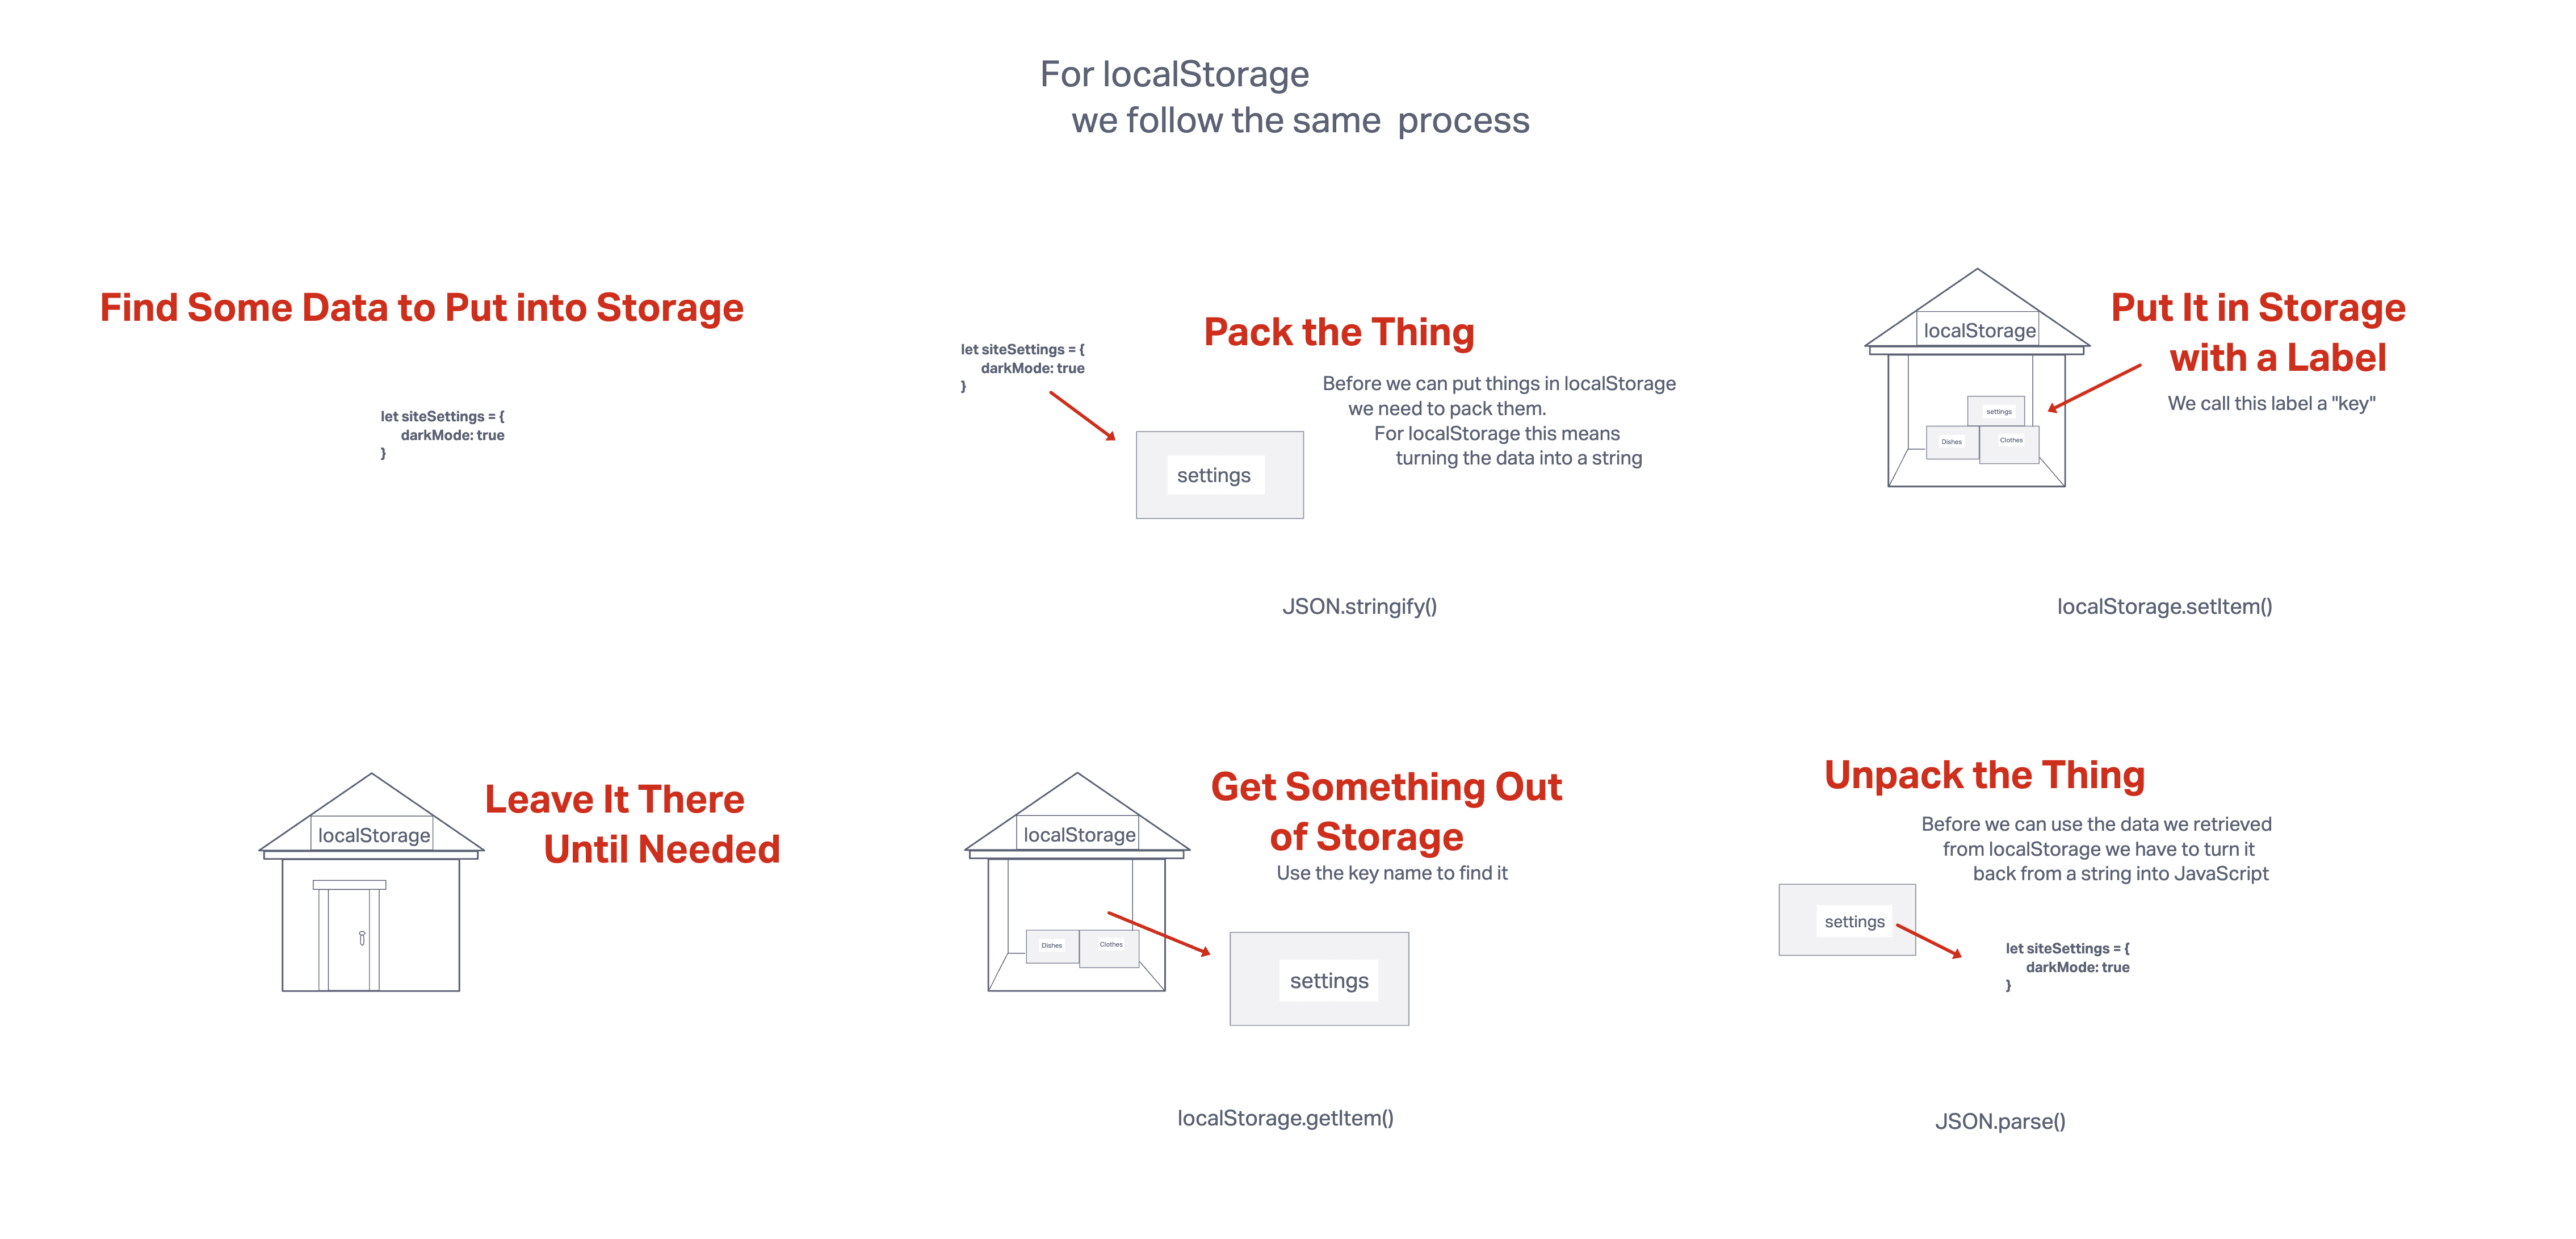 For localStorage
we follow the same process
Find Some Data to Put into Storage
let siteSettings = {
darkMode: true
}
Pack the Thing
let siteSettings = {
darkMode: true
}
Before we can put things in localStorage
we need to pack them.
For localStorage this means
turning the data into a string
settings
JSON.stringify()
localStorage
Put It in Storage
with a Label
We call this label a "key"
settings
Dishes
Clothes
localStorage.setItem()
localStorage
Leave It There
Until Needed
localStorage
Get Something Out
of Storage
Use the key name to find it
Dishes
Clothes
settings
localStorage.getItem()
Unpack the Thing
Before we can use the data we retrieved
from localStorage we have to turn it
back from a string into JavaScript
settings
let siteSettings = {
darkMode: true
}
JSON.parse()